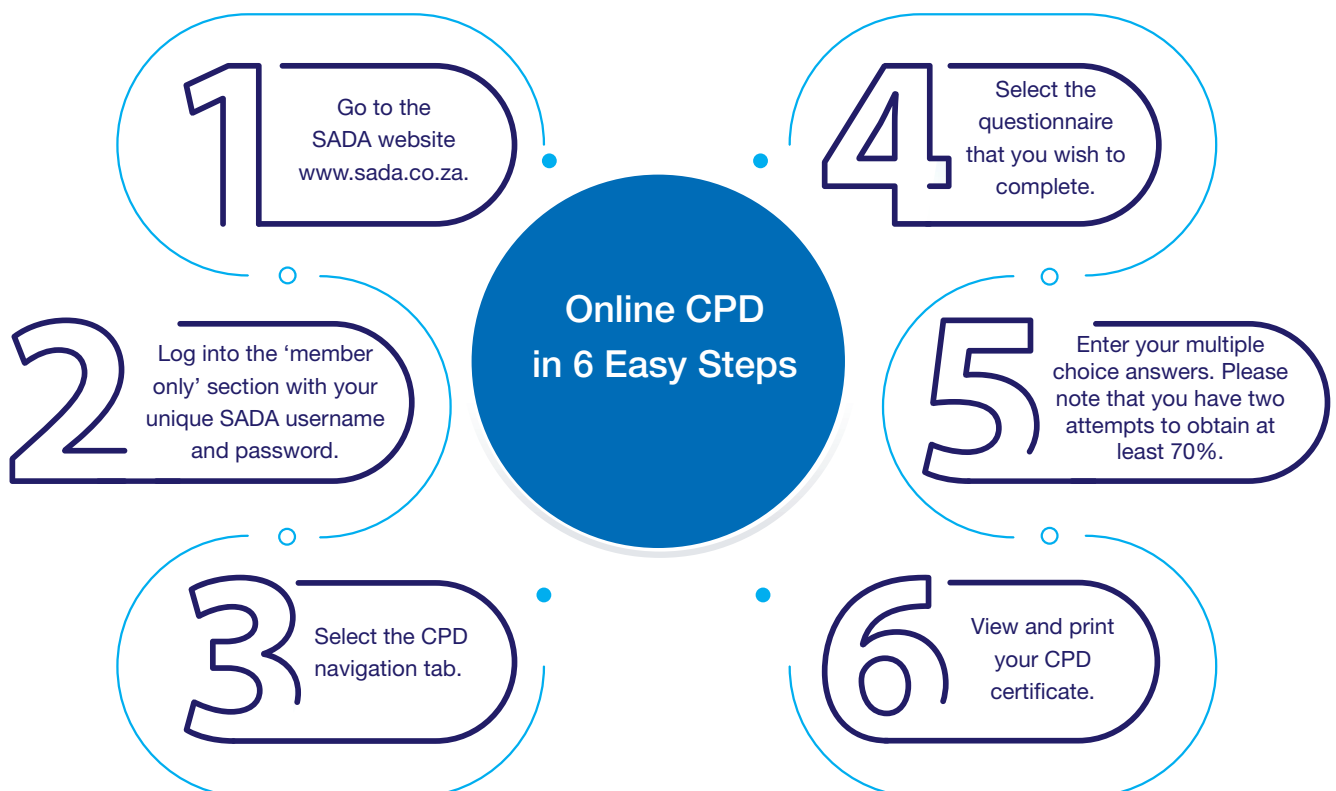 Online CPD
in 6 Easy Steps
1
Go to the
SADA website
www.sada.co.za.
2
Log into the ‘member
only’ section with your
unique SADA username
and password.
3
Select the CPD
navigation tab.
4
Select the
questionnaire
that you wish to
complete.
5
Enter your multiple
choice answers. Please
note that you have two
attempts to obtain at
least 70%.
6
View and print
your CPD
certificate.